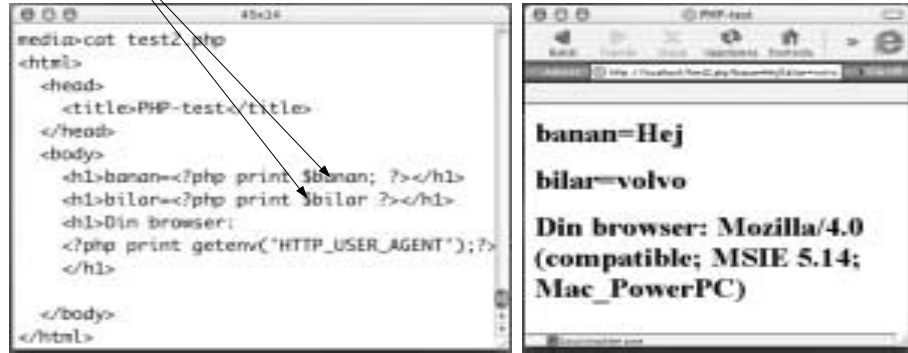 45x24
media>cat test2.php
<html>
<head>
<title>PHP-test</title>
</head>
<body>
<h1>banan=<?php print $banan; ?></h1>
<h1>bilar=<?php print $bilar ?></h1>
<h1>Din browser:
<?php print getenv("HTTP_USER_AGENT");?>
</h1>
</body>
</html>
PHP-test
banan=Hej
bilar=volvo
Din browser: Mozilla/4.0
(compatible; MSIE 5.14;
Mac_PowerPC)